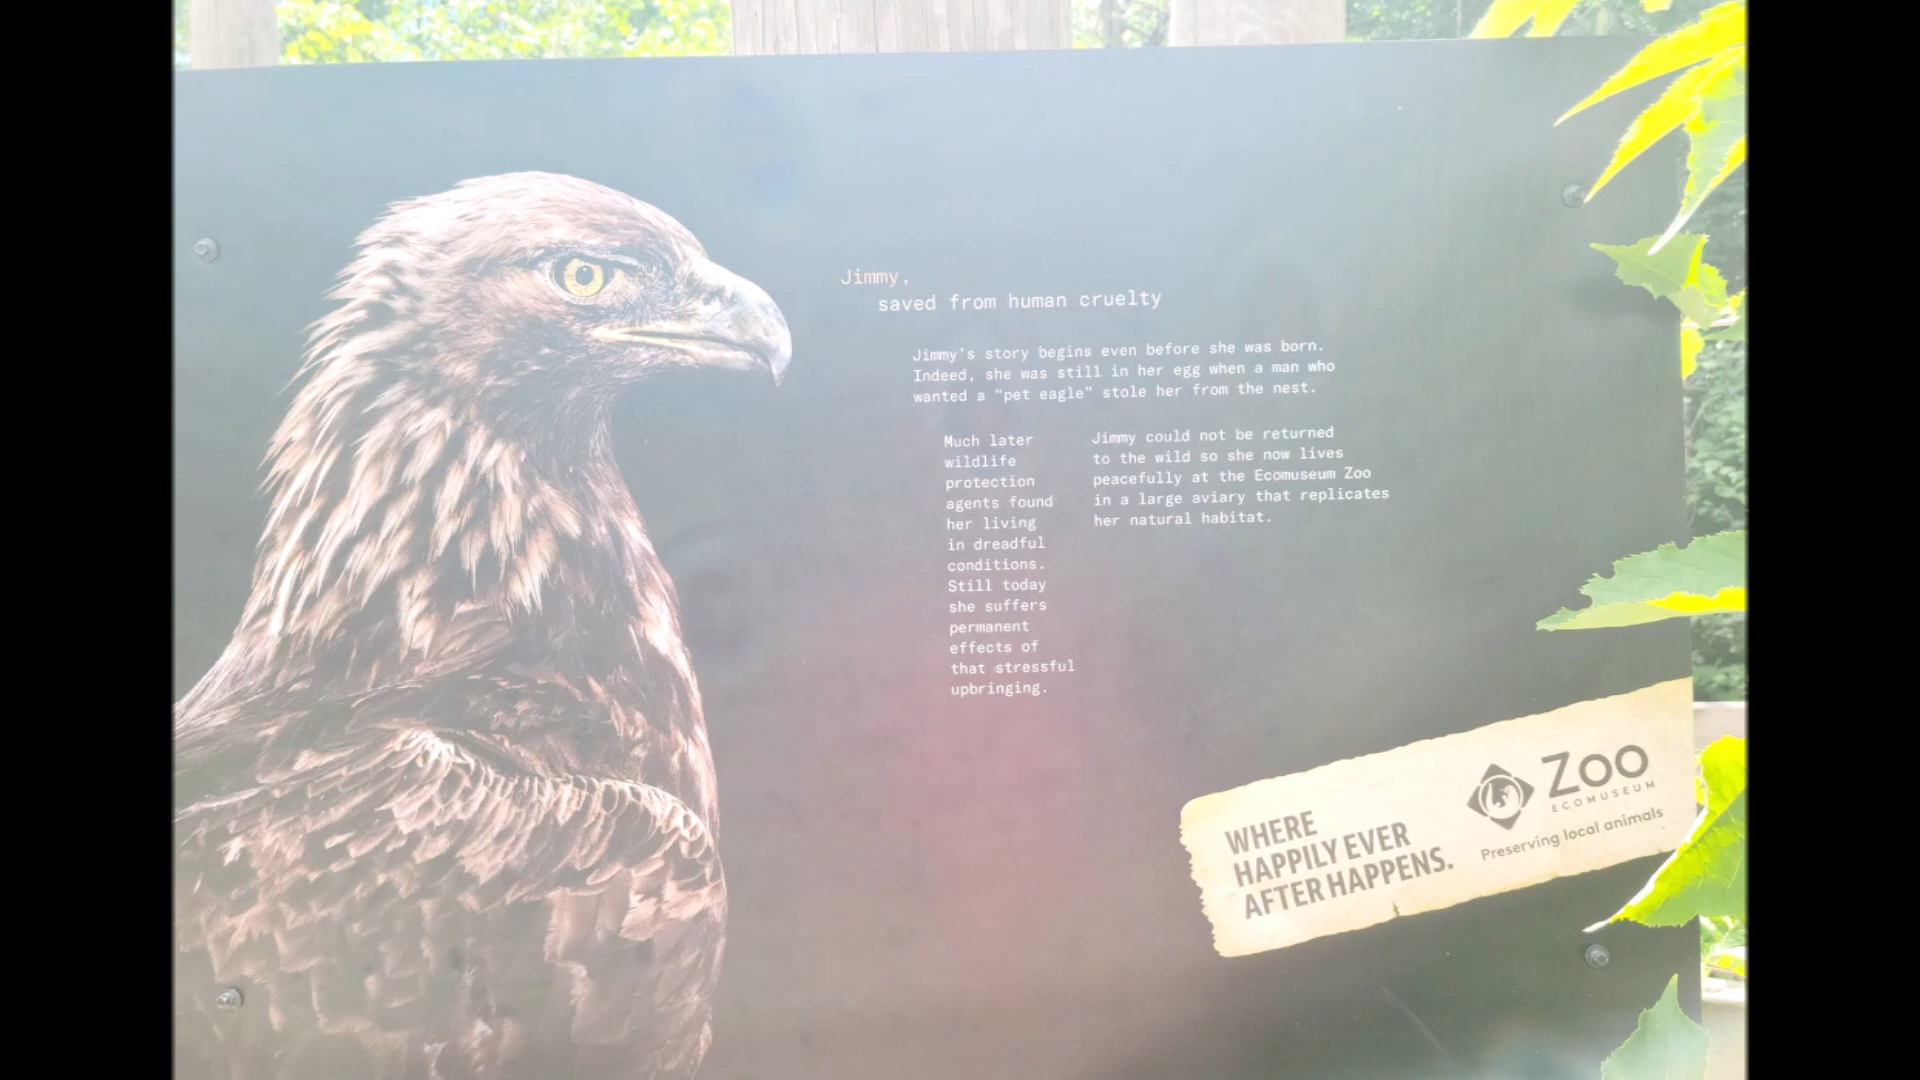 Jimmy,
saved from human cruelty
Jimmy's story begins even before she was born.
Indeed, she was still in her egg when a man who
wanted a “pet eagle” stole her from the nest.
Much later
wildlife
protection
agents found
her living
in dreadful
conditions.
Still today
she suffers
permanent
effects of
that stressful
upbringing.
Jimmy could not be returned
to the wild so she now lives
peacefully at the Ecomuseum Zoo
in a large aviary that replicates
her natural habitat.
WHERE
HAPPILY EVER
AFTER HAPPENS.
Zoo
ECOMUSEUM
Preserving local animals